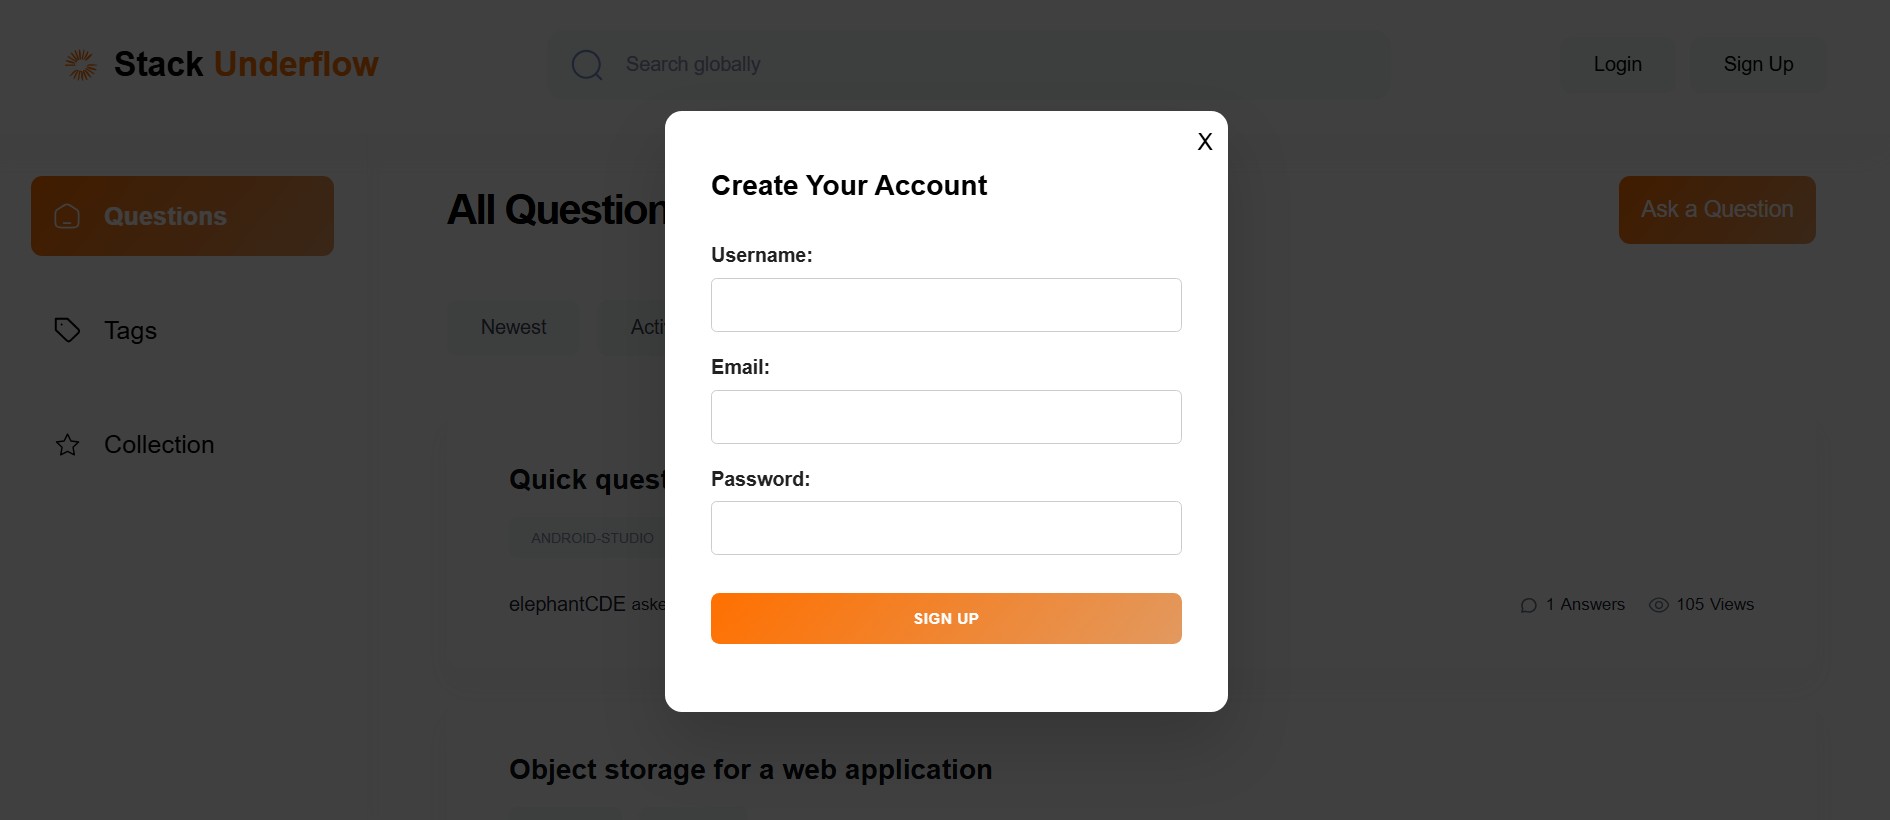 Stack Underflow
Search globally
Login
Sign Up
Questions
Tags
Collection
All Question
Ask a Question
Newest
Acti
Quick quest
ANDROID-STUDIO
elephantCDE aske
1 Answers
105 Views
Object storage for a web application
X
Create Your Account
Username:
Email:
Password:
SIGN UP